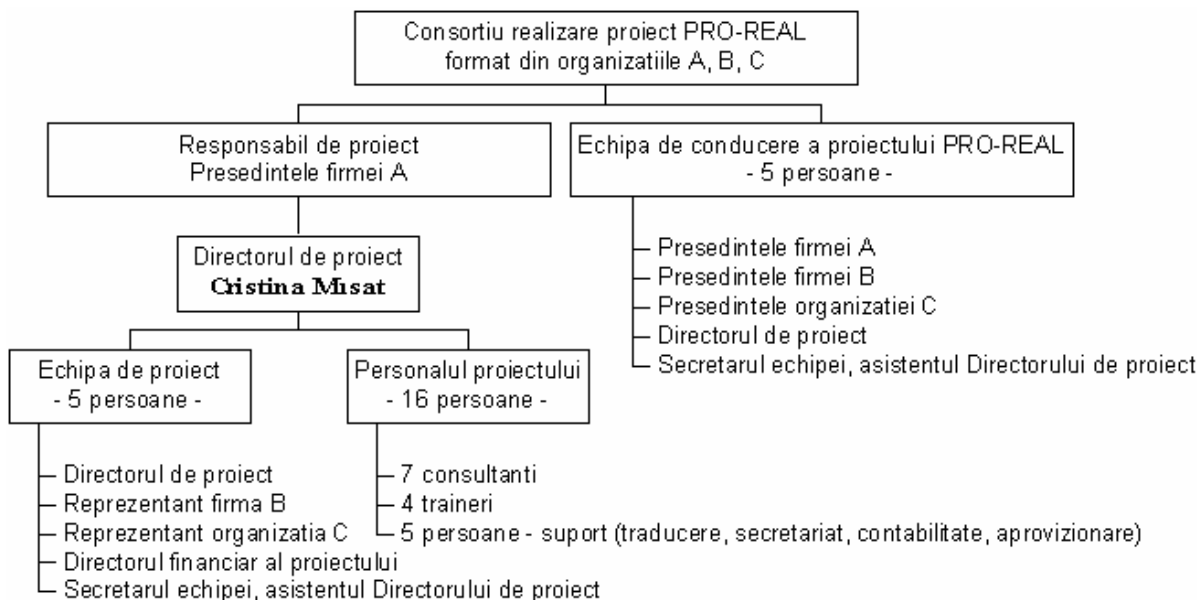 Consortiu realizare proiect PRO-REAL
format din organizatiile A, B, C
Responsabil de proiect
Presedintele firmei A
Echipa de conducere a proiectului PRO-REAL
- 5 persoane -
Directorul de proiect
Cristina Misat
Presedintele firmei A
Presedintele firmei B
Presedintele organizatiei C
Directorul de proiect
Secretarul echipei, asistentul Directorului de proiect
Echipa de proiect
- 5 persoane -
Personalul proiectului
- 16 persoane -
Directorul de proiect
Reprezentant firma B
Reprezentant organizatia C
Directorul financiar al proiectului
Secretarul echipei, asistentul Directorului de proiect
7 consultanti
4 traineri
5 persoane - suport (traducere, secretariat, contabilitate, aprovizionare)